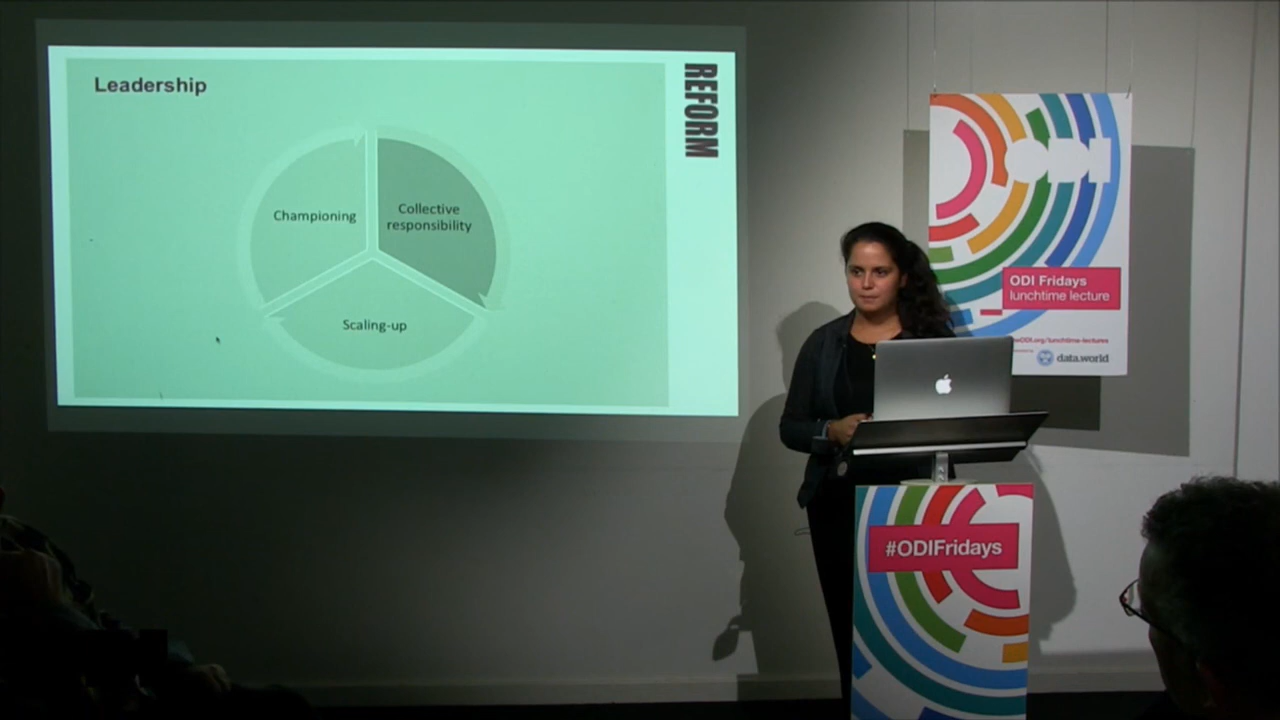 Leadership
REFORM
Championing
Collective
responsibility
Scaling-up
ODI Fridays
lunchtime lecture
data.world
#ODIFridays